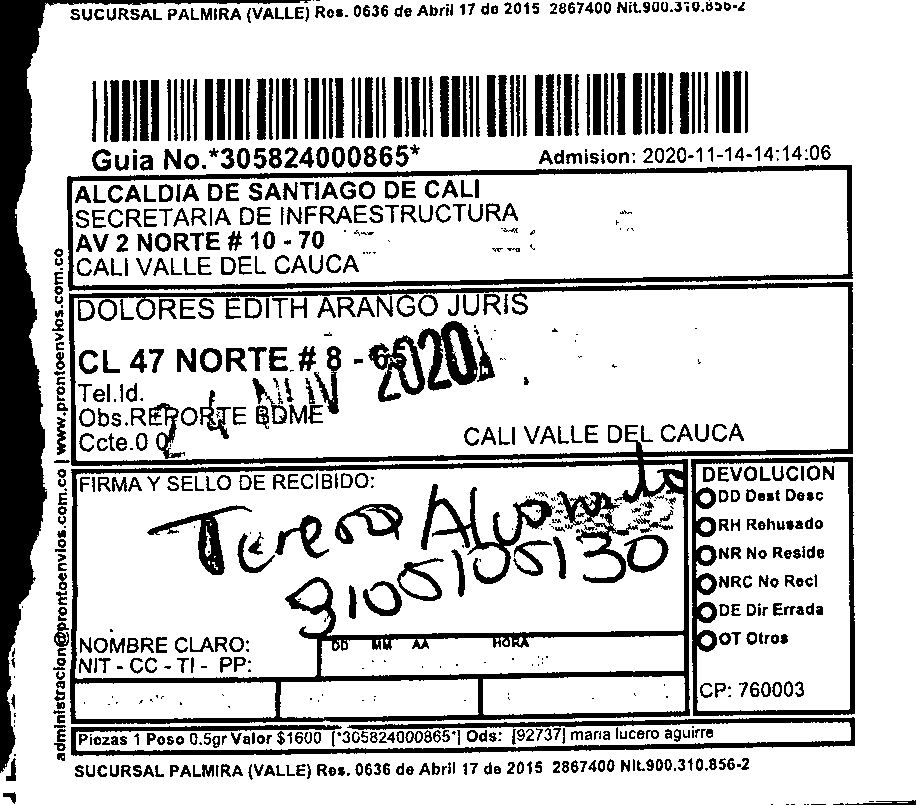 SUCURSAL PALMIRA (VALLE) Res. 0636 de Abril 17 de 2015 2867400 Nit.900.310.856-2
Guia No.*305824000865*
Admision: 2020-11-14-14:14:06
ALCALDIA DE SANTIAGO DE CALI
SECRETARIA DE INFRAESTRUCTURA
AV 2 NORTE # 10 - 70
CALI VALLE DEL CAUCA
DOLORES EDITH ARANGO JURIS
CL 47 NORTE # 8 - 65
2020
Tel.Id.
24 NOV
Obs.REPORTE BDME
Ccte.0 0
CALI VALLE DEL CAUCA
FIRMA Y SELLO DE RECIBIDO:
Teresa Alvarado
3105105130
NOMBRE CLARO:
NIT - CC - TI - PP:
DD MM AA HORA
DEVOLUCION
DD Dest Desc
RH Rehusado
NR No Reside
NRC No Recl
DE Dir Errada
OT Otros
CP: 760003
Piezas 1 Peso 0.5gr Valor $1600 [*305824000865*] Ods: [92737] maria lucero aguirre
SUCURSAL PALMIRA (VALLE) Res. 0636 de Abril 17 de 2015 2867400 Nit.900.310.856-2
administracion@prontoenvios.com.co | www.prontoenvios.com.co